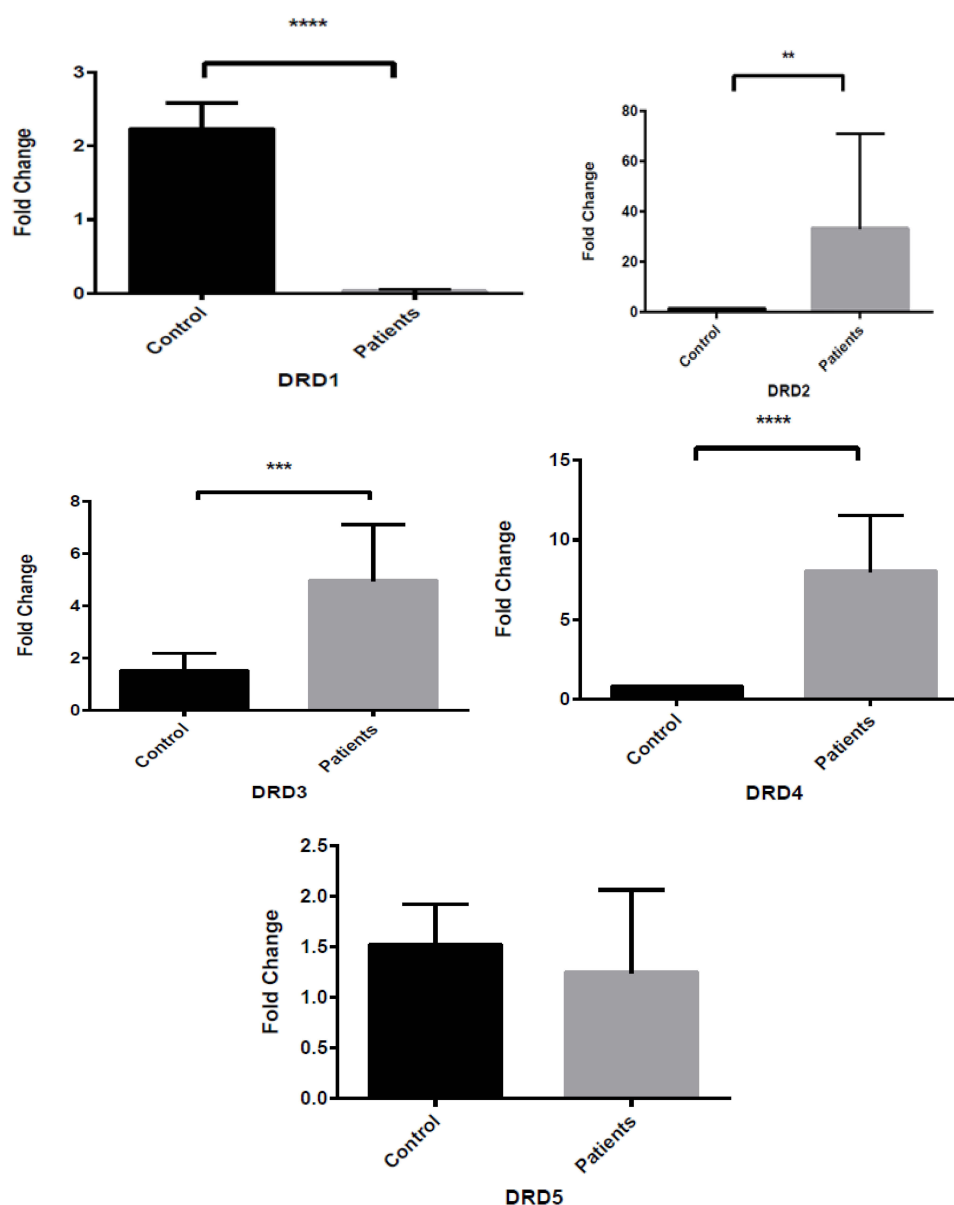 ****
3
2
1
0
Fold Change
Control
Patients
DRD1
**
80
60
40
20
0
Fold Change
Control
Patients
DRD2
***
8
6
4
2
0
Fold Change
Control
Patients
DRD3
****
15
10
5
0
Fold Change
Control
Patients
DRD4
2.5
2.0
1.5
1.0
0.5
0.0
Fold Change
Control
Patients
DRD5